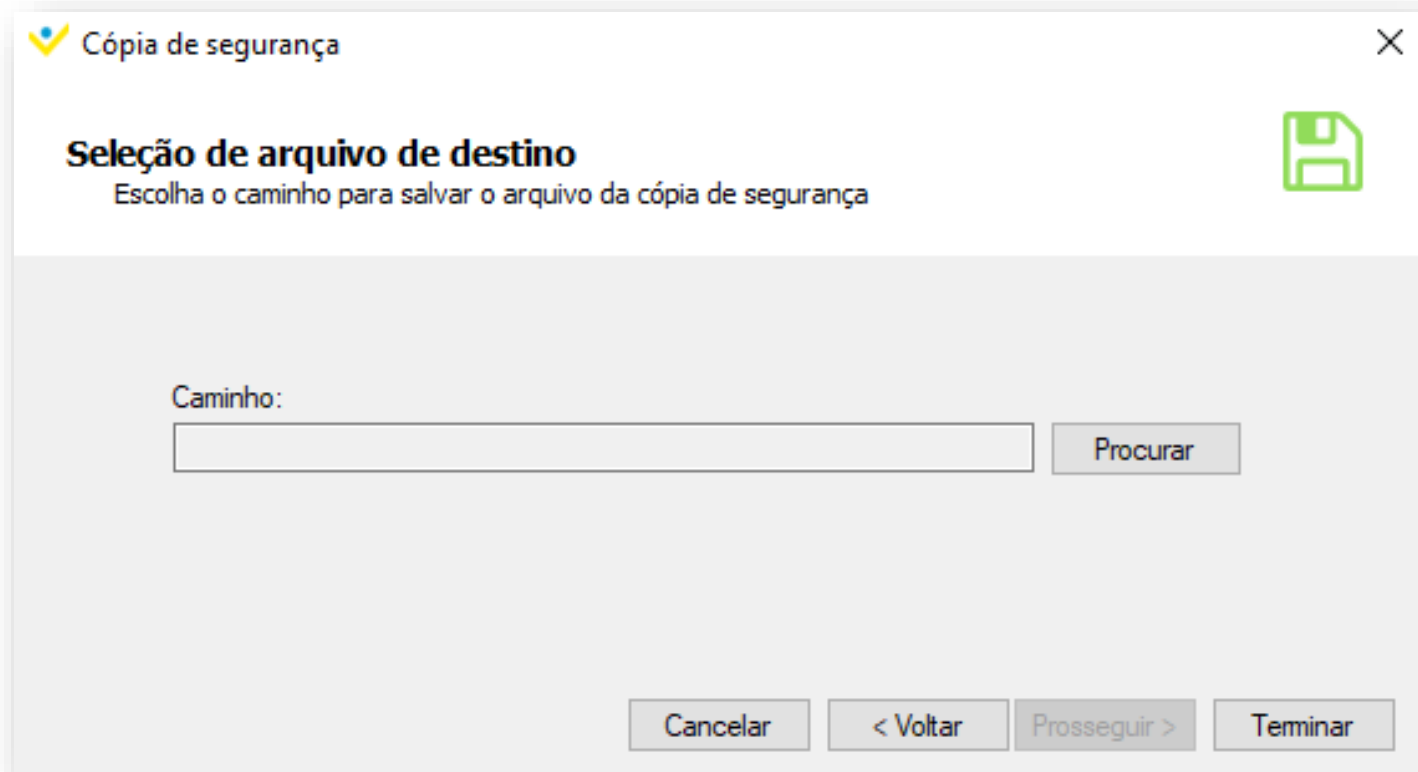 Cópia de segurança
Seleção de arquivo de destino
Escolha o caminho para salvar o arquivo da cópia de segurança
Caminho:
Procurar
Cancelar
< Voltar
Prosseguir >
Terminar